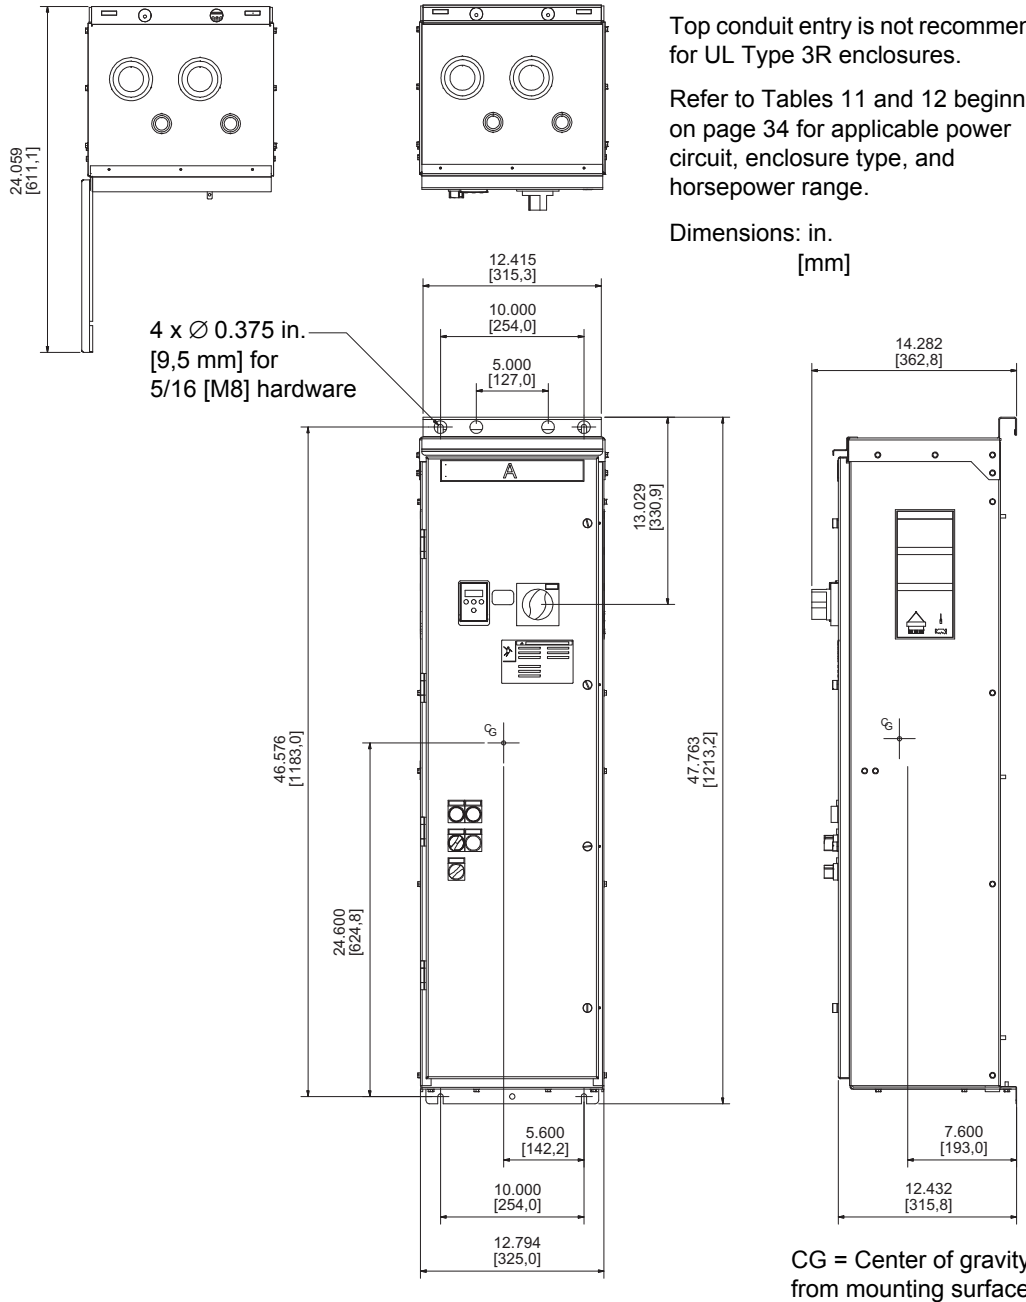 Top conduit entry is not recommen
for UL Type 3R enclosures.
Refer to Tables 11 and 12 beginn
on page 34 for applicable power
circuit, enclosure type, and
horsepower range.
Dimensions: in.
[mm]
24.059
[611,1]
12.415
[315,3]
10.000
[254,0]
5.000
[127,0]
4 x ∅ 0.375 in.
[9,5 mm] for
5/16 [M8] hardware
14.282
[362,8]
A
13.029
[330,9]
CG
CG
46.576
[1183,0]
47.763
[1213,2]
24.600
[624,8]
5.600
[142,2]
10.000
[254,0]
12.794
[325,0]
7.600
[193,0]
12.432
[315,8]
CG = Center of gravity
from mounting surface